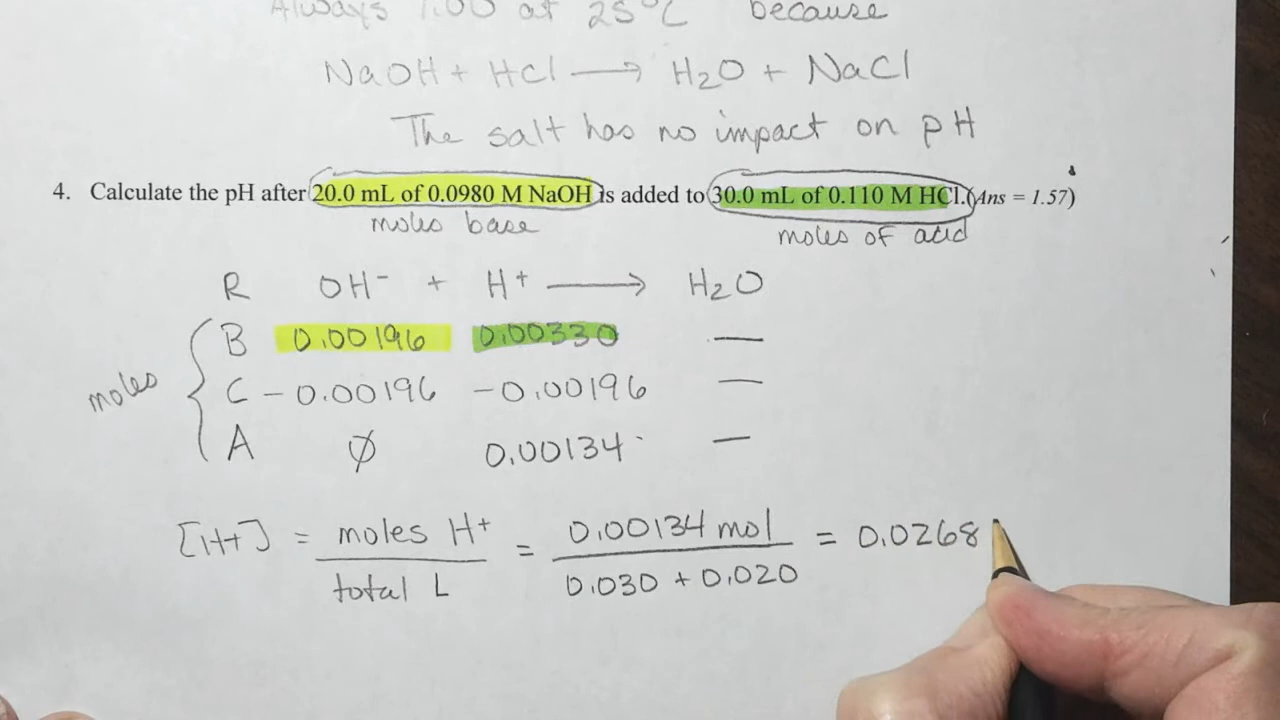 Always 7.00 at 25°C because
NaOH + HCl → H₂O + NaCl
The salt has no impact on pH
4. Calculate the pH after 20.0 mL of 0.0980 M NaOH is added to 30.0 mL of 0.110 M HCl.(Ans = 1.57)
moles base moles of acid
R OH⁻ + H⁺ → H₂O
moles { B 0.00196 0.00330 —
C -0.00196 -0.00196 —
A ∅ 0.00134 —
[H+] = moles H⁺ / total L = 0.00134 mol / 0.030 + 0.020 = 0.0268